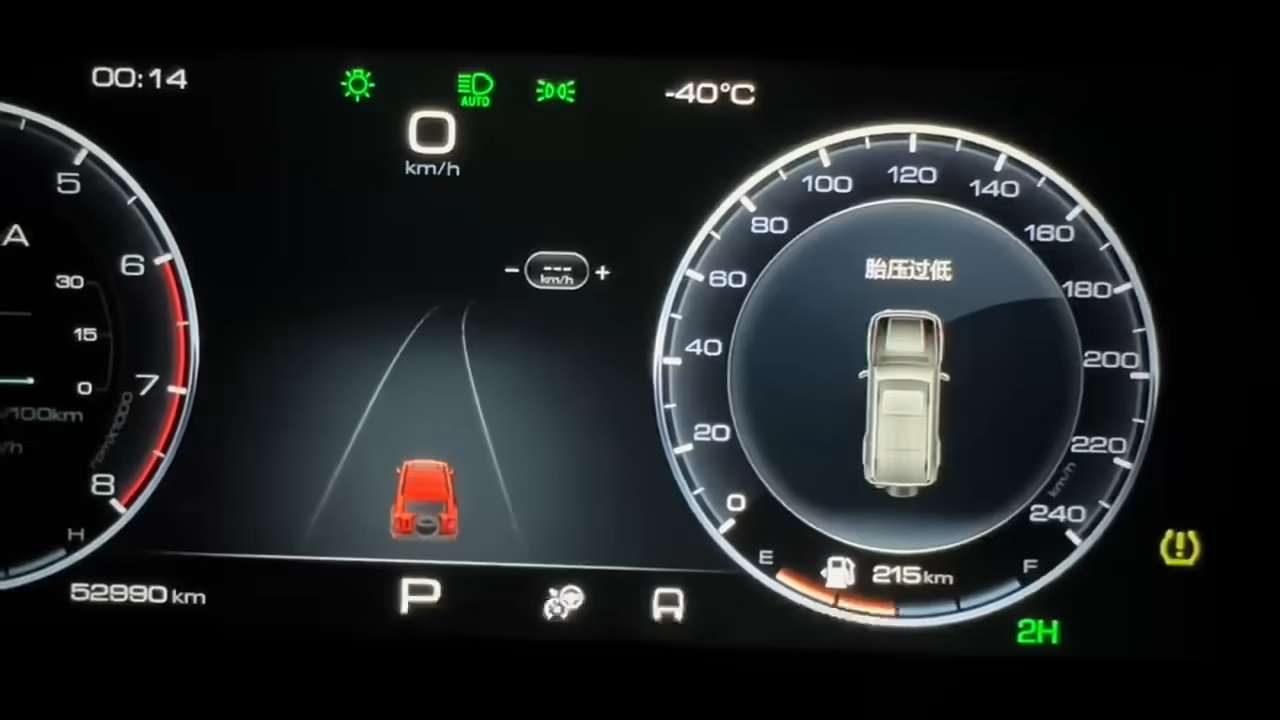 00:14
AUTO
-40°C
0
km/h
5
6
7
8
A
30
15
0
/100km
/h
rpmx1000
H
- --- +
km/h
52990 km
P
胎压过低
0
20
40
60
80
100
120
140
160
180
200
220
240
km/h
E
215km
F
2H